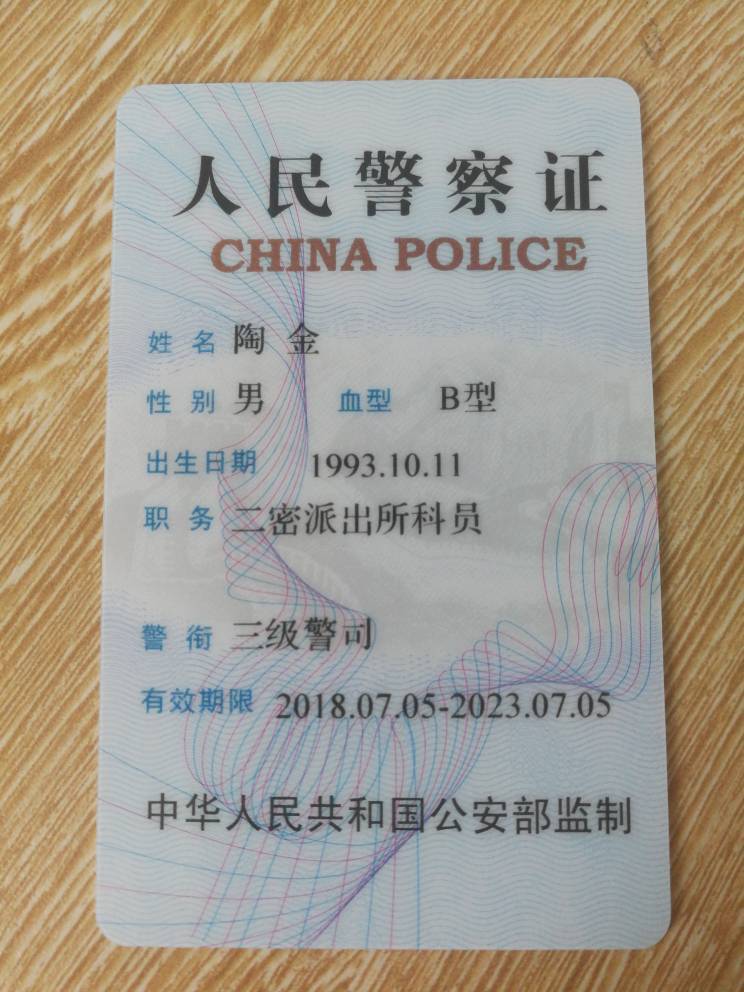 人民警察证
CHINA POLICE
姓名 陶金
性别 男 血型 B型
出生日期 1993.10.11
职务 二密派出所科员
警衔 三级警司
有效期限 2018.07.05-2023.07.05
中华人民共和国公安部监制